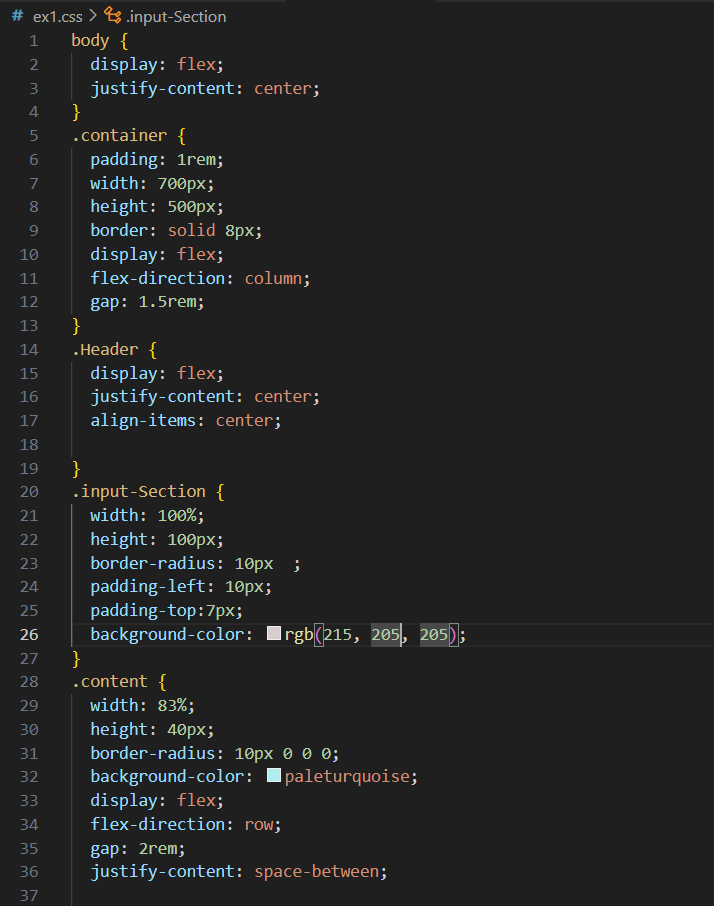 # ex1.css > .input-Section
1 body {
2 display: flex;
3 justify-content: center;
4 }
5 .container {
6 padding: 1rem;
7 width: 700px;
8 height: 500px;
9 border: solid 8px;
10 display: flex;
11 flex-direction: column;
12 gap: 1.5rem;
13 }
14 .Header {
15 display: flex;
16 justify-content: center;
17 align-items: center;
18
19 }
20 .input-Section {
21 width: 100%;
22 height: 100px;
23 border-radius: 10px  ;
24 padding-left: 10px;
25 padding-top:7px;
26 background-color: rgb(215, 205, 205);
27 }
28 .content {
29 width: 83%;
30 height: 40px;
31 border-radius: 10px 0 0 0;
32 background-color: paleturquoise;
33 display: flex;
34 flex-direction: row;
35 gap: 2rem;
36 justify-content: space-between;
37